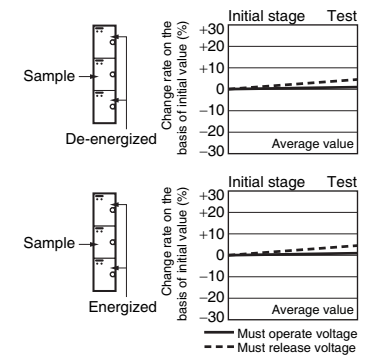 Initial stage Test
Change rate on the
basis of initial value (%)
+30
+20
+10
0
−10
−20
−30
Sample
De-energized
Average value
Initial stage Test
Change rate on the
basis of initial value (%)
+30
+20
+10
0
−10
−20
−30
Sample
Energized
Average value
Must operate voltage
Must release voltage